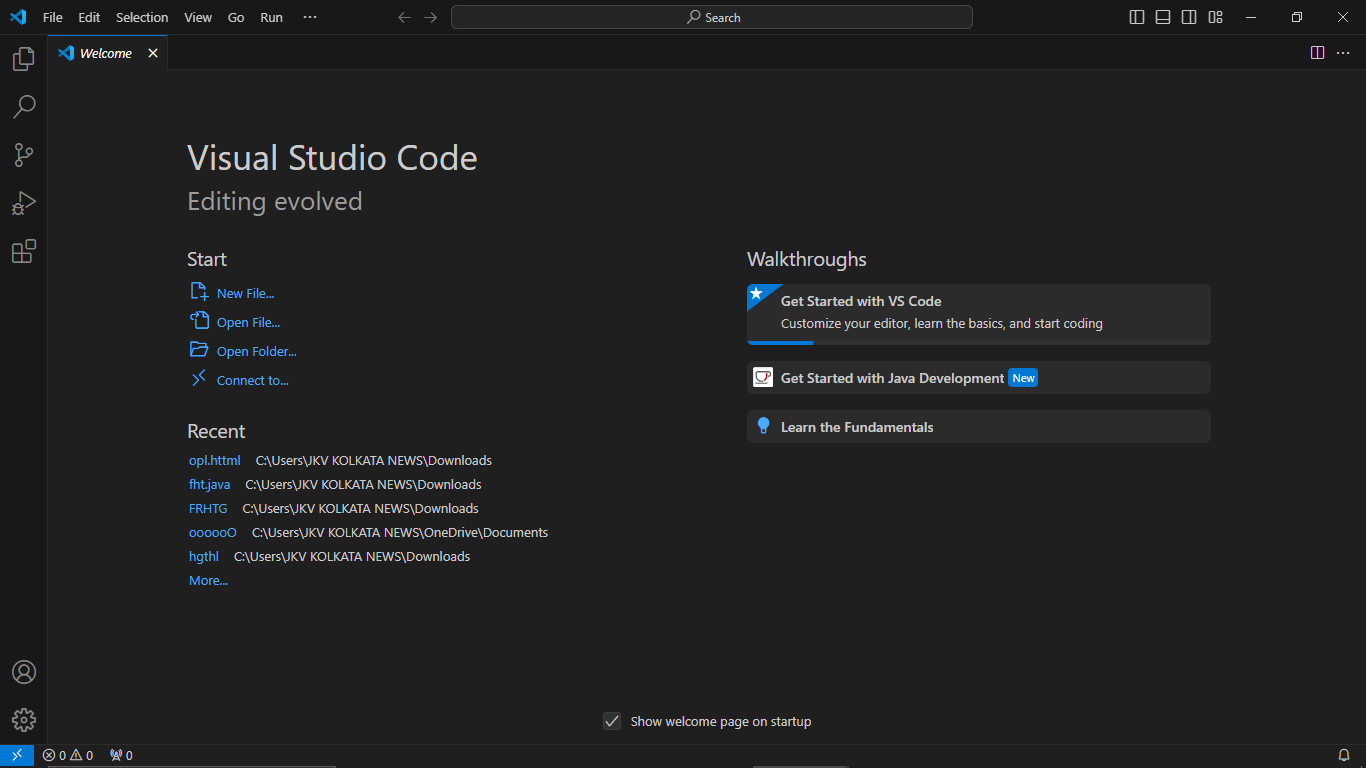 File Edit Selection View Go Run ··· Search
Welcome
Visual Studio Code
Editing evolved
Start
New File...
Open File...
Open Folder...
Connect to...
Recent
opl.httml C:\Users\JKV KOLKATA NEWS\Downloads
fht.java C:\Users\JKV KOLKATA NEWS\Downloads
FRHTG C:\Users\JKV KOLKATA NEWS\Downloads
oooooO C:\Users\JKV KOLKATA NEWS\OneDrive\Documents
hgthl C:\Users\JKV KOLKATA NEWS\Downloads
More...
Walkthroughs
Get Started with VS Code
Customize your editor, learn the basics, and start coding
Get Started with Java Development New
Learn the Fundamentals
Show welcome page on startup
0 0 0